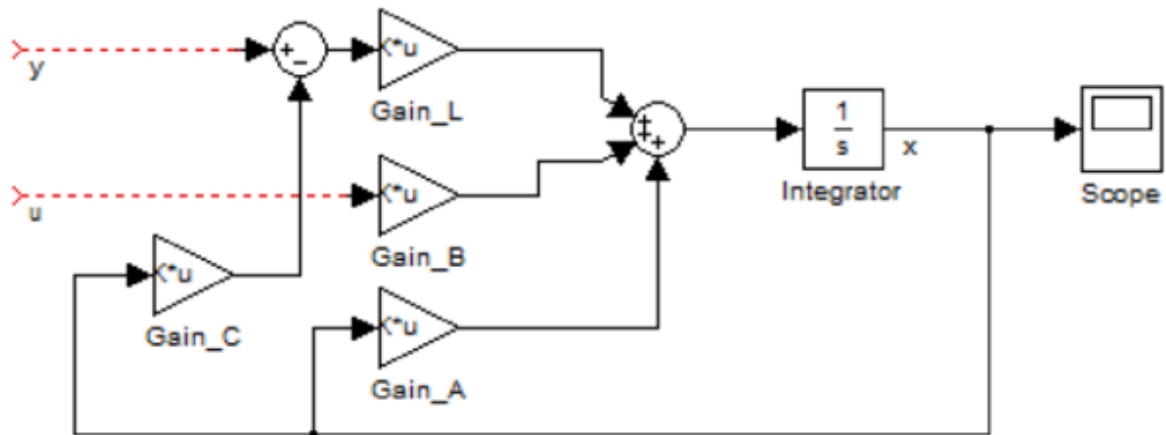 y
+
−
K*u
Gain_L
+
+
+
1
s
Integrator
x
Scope
u
K*u
Gain_B
K*u
Gain_C
K*u
Gain_A